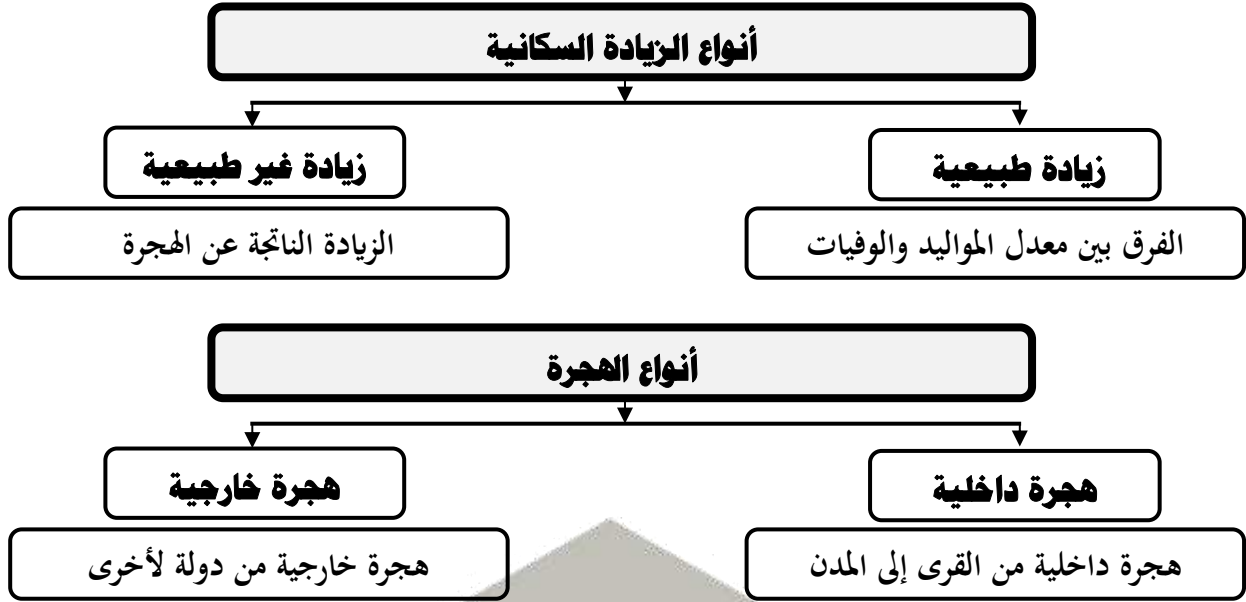 أنواع الزيادة السكانية
زيادة طبيعية
زيادة غير طبيعية
الفرق بين معدل المواليد والوفيات
الزيادة الناتجة عن الهجرة
أنواع الهجرة
هجرة داخلية
هجرة خارجية
هجرة داخلية من القرى إلى المدن
هجرة خارجية من دولة لأخرى